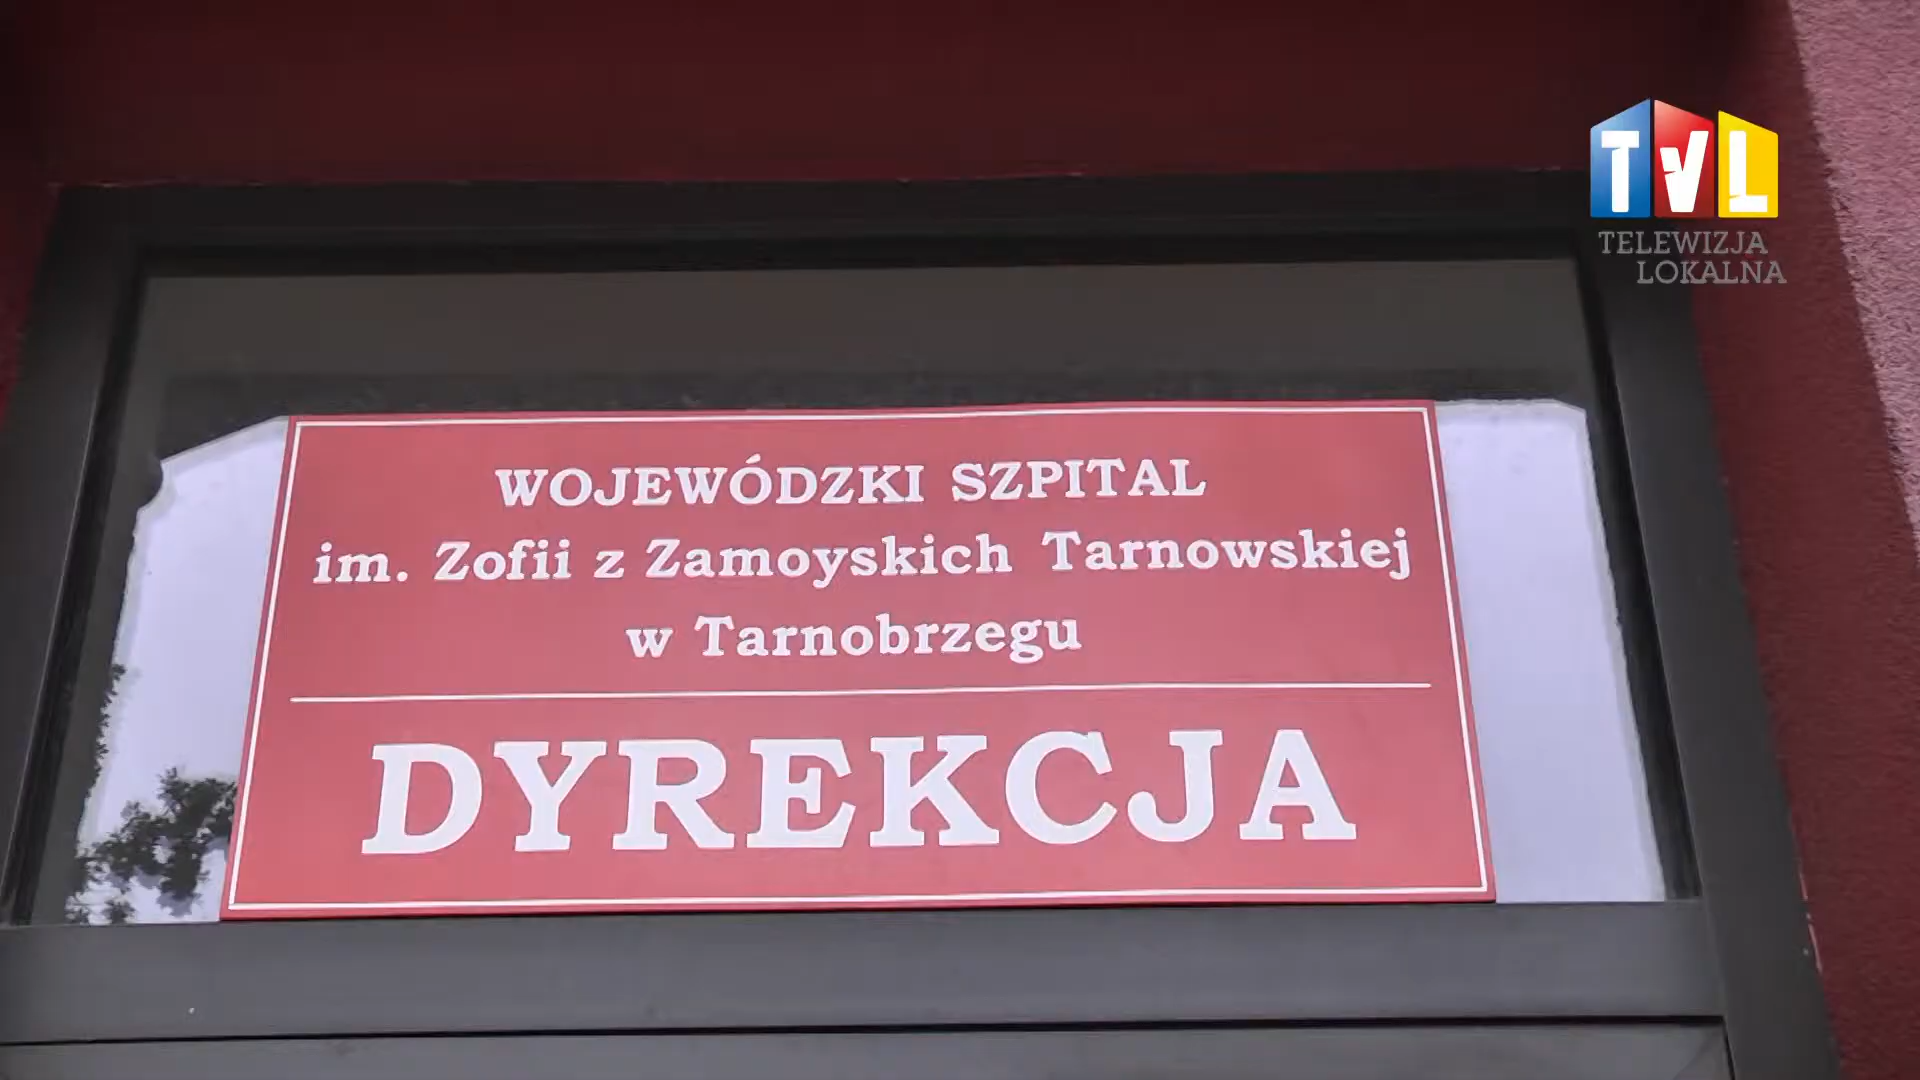 TVL
TELEWIZJA
LOKALNA
WOJEWÓDZKI SZPITAL
im. Zofii z Zamoyskich Tarnowskiej
w Tarnobrzegu
DYREKCJA